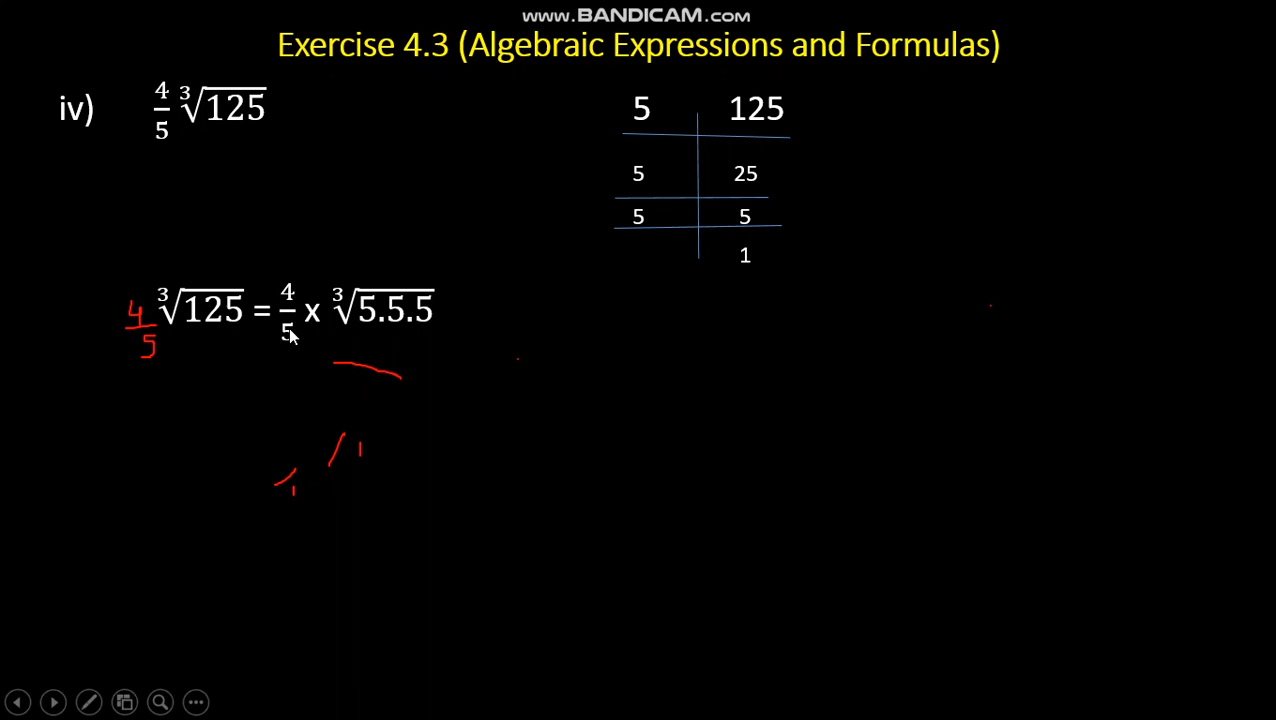 www.BANDICAM.com
Exercise 4.3 (Algebraic Expressions and Formulas)
iv) 4/5 ∛125
5 125
5 25
5 5
1
4/5 ∛125 = 4/5 x ∛5.5.5